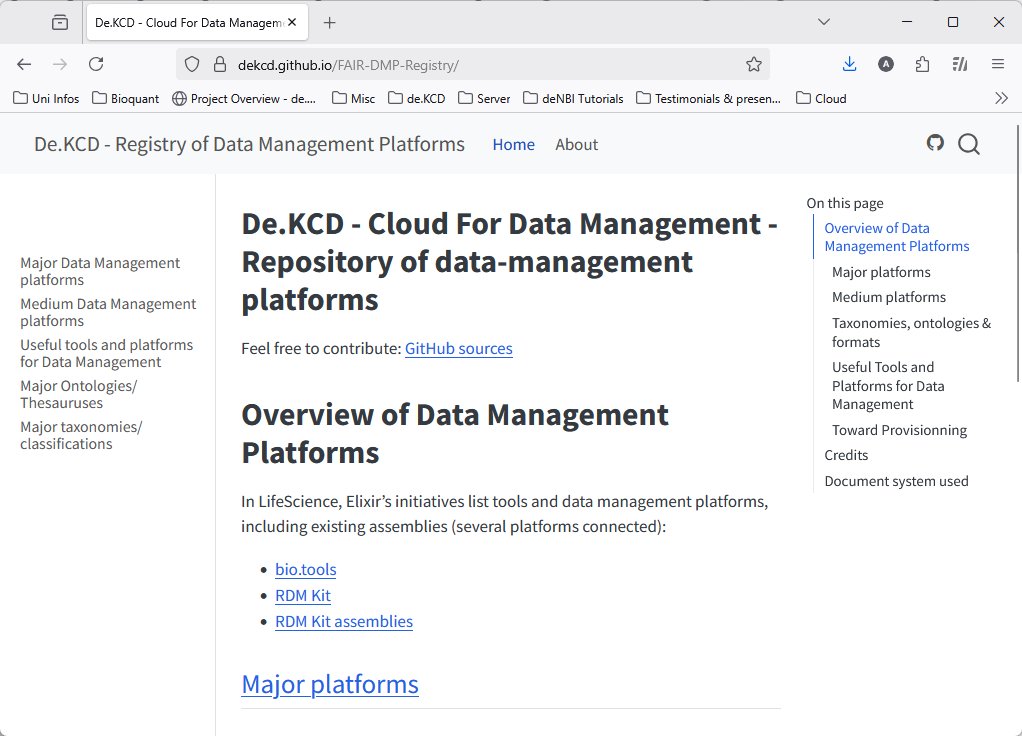 De.KCD - Cloud For Data Managem
dekcd.github.io/FAIR-DMP-Registry/
A
Uni Infos
Bioquant
Project Overview - de....
Misc
de.KCD
Server
deNBI Tutorials
Testimonials & presen...
Cloud
De.KCD - Registry of Data Management Platforms
Home
About
Major Data Management
platforms
Medium Data Management
platforms
Useful tools and platforms
for Data Management
Major Ontologies/
Thesauruses
Major taxonomies/
classifications
De.KCD - Cloud For Data Management -
Repository of data-management
platforms
Feel free to contribute: GitHub sources
Overview of Data Management
Platforms
In LifeScience, Elixir’s initiatives list tools and data management platforms,
including existing assemblies (several platforms connected):
bio.tools
RDM Kit
RDM Kit assemblies
Major platforms
On this page
Overview of Data
Management Platforms
Major platforms
Medium platforms
Taxonomies, ontologies &
formats
Useful Tools and
Platforms for Data
Management
Toward Provisionning
Credits
Document system used